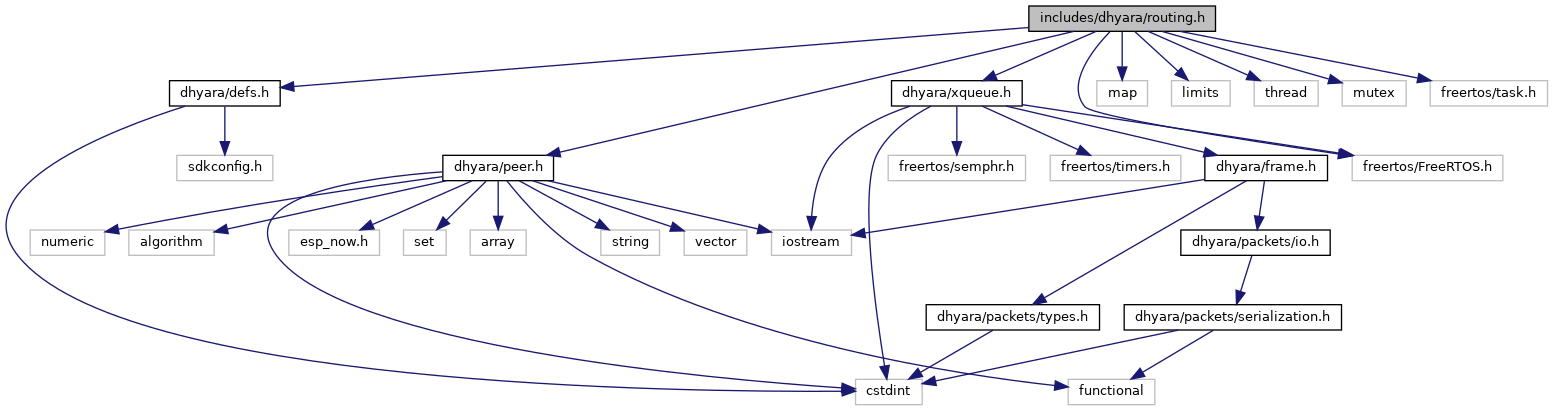 includes/dhyara/routing.h
dhyara/defs.h
dhyara/xqueue.h
map
limits
thread
mutex
freertos/task.h
sdkconfig.h
dhyara/peer.h
freertos/semphr.h
freertos/timers.h
dhyara/frame.h
freertos/FreeRTOS.h
numeric
algorithm
esp_now.h
set
array
string
vector
iostream
dhyara/packets/io.h
dhyara/packets/types.h
dhyara/packets/serialization.h
cstdint
functional